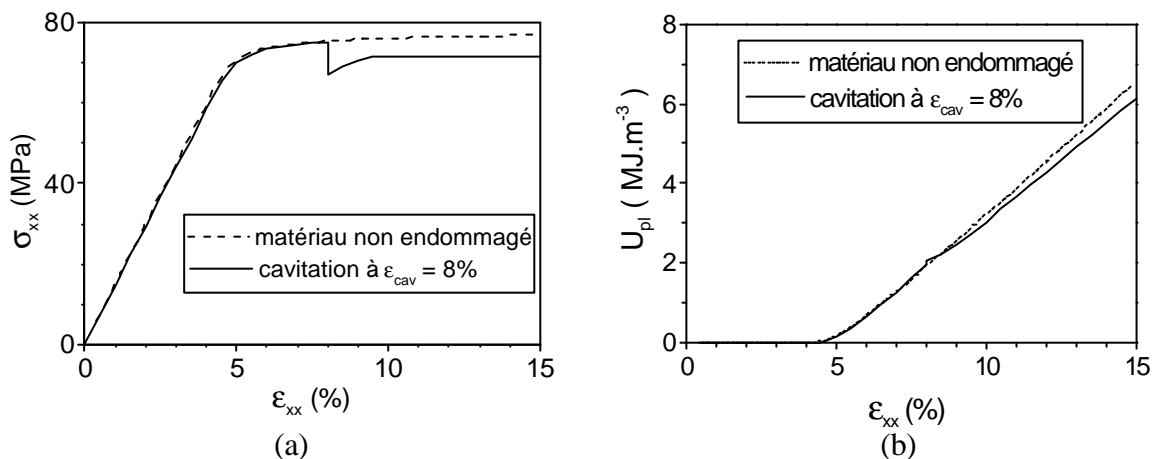 80
40
0
σxx (MPa)
matériau non endommagé
cavitation à εcav = 8%
0 5 10 15
εxx (%)
(a)
8
6
4
2
0
Upl ( MJ.m-3)
matériau non endommagé
cavitation à εcav = 8%
0 5 10 15
εxx (%)
(b)